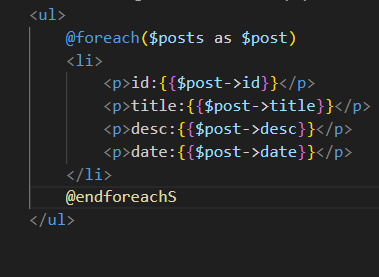 <ul>
@foreach($posts as $post)
<li>
<p>id:{{$post->id}}</p>
<p>title:{{$post->title}}</p>
<p>desc:{{$post->desc}}</p>
<p>date:{{$post->date}}</p>
</li>
@endforeachS
</ul>